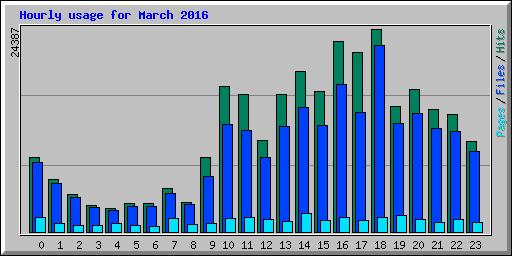 Hourly usage for March 2016
24387
Pages/Files/Hits
0 1 2 3 4 5 6 7 8 9 10 11 12 13 14 15 16 17 18 19 20 21 22 23